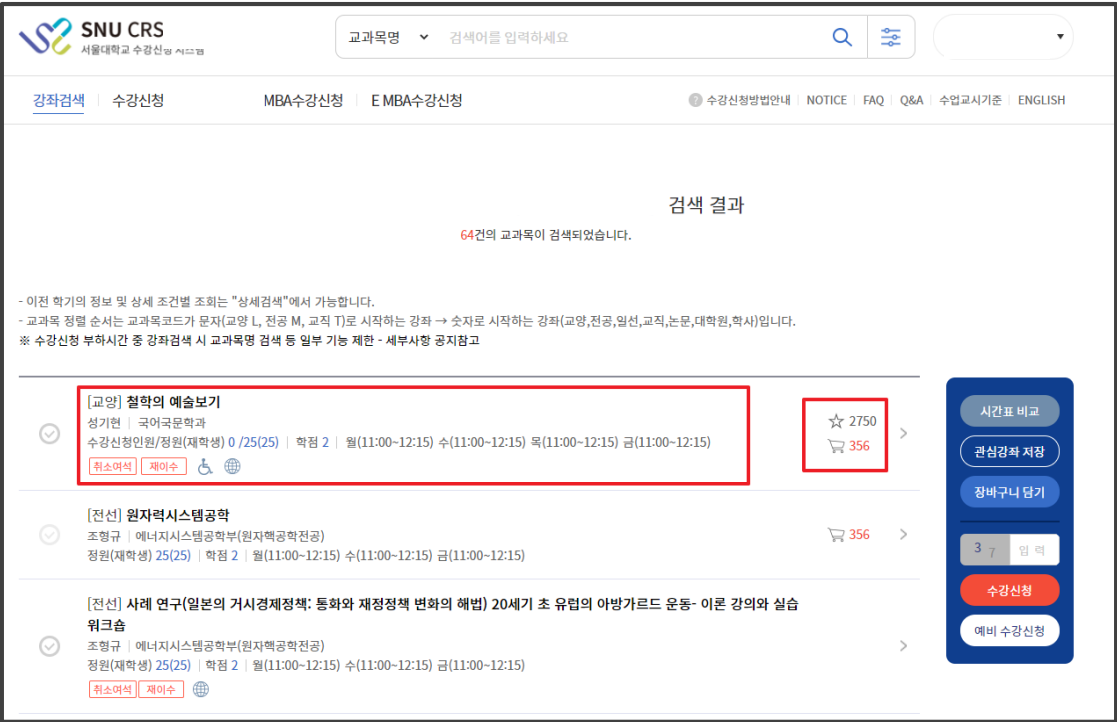 SNU CRS
서울대학교 수강신청 시스템
교과목명 검색어를 입력하세요
강좌검색 수강신청 MBA수강신청 E MBA수강신청 수강신청방법안내 NOTICE FAQ Q&A 수업교시기준 ENGLISH
검색 결과
64건의 교과목이 검색되었습니다.
- 이전 학기의 정보 및 상세 조건별 조회는 "상세검색"에서 가능합니다.
- 교과목 정렬 순서는 교과목코드가 문자(교양 L, 전공 M, 교직 T)로 시작하는 강좌 → 숫자로 시작하는 강좌(교양,전공,일선,교직,논문,대학원,학사)입니다.
※ 수강신청 부하시간 중 강좌검색 시 교과목명 검색 등 일부 기능 제한 - 세부사항 공지참고
[교양] 철학의 예술보기
성기현 국어국문학과
수강신청인원/정원(재학생) 0 /25(25) 학점 2 월(11:00~12:15) 수(11:00~12:15) 목(11:00~12:15) 금(11:00~12:15)
취소여석 재이수
2750
356
[전선] 원자력시스템공학
조형규 에너지시스템공학부(원자핵공학전공)
정원(재학생) 25(25) 학점 2 월(11:00~12:15) 수(11:00~12:15) 금(11:00~12:15)
356
[전선] 사례 연구(일본의 거시경제정책: 통화와 재정정책 변화의 해법) 20세기 초 유럽의 아방가르드 운동- 이론 강의와 실습
워크숍
조형규 에너지시스템공학부(원자핵공학전공)
정원(재학생) 25(25) 학점 2 월(11:00~12:15) 수(11:00~12:15) 금(11:00~12:15)
취소여석 재이수
시간표 비교
관심강좌 저장
장바구니 담기
3 7 입 력
수강신청
예비 수강신청